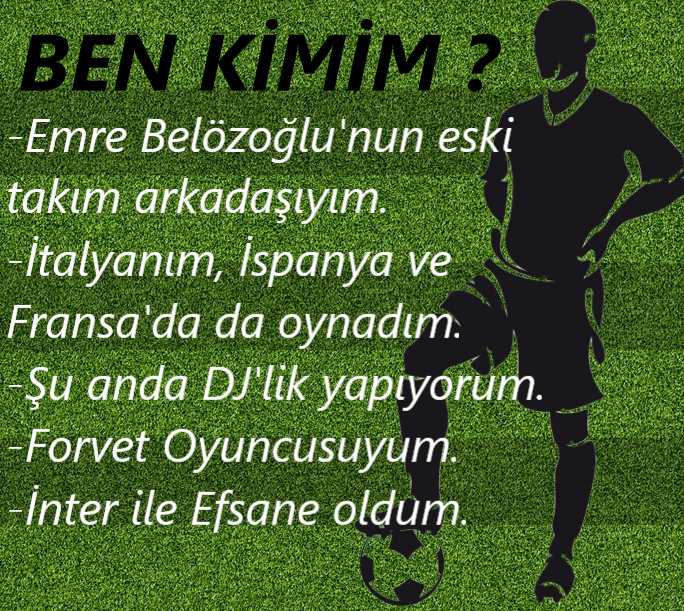 BEN KİMİM ?
-Emre Belözoğlu'nun eski
takım arkadaşıyım.
-İtalyanım, İspanya ve
Fransa'da da oynadım.
-Şu anda DJ'lik yapıyorum.
-Forvet Oyuncusuyum.
-İnter ile Efsane oldum.